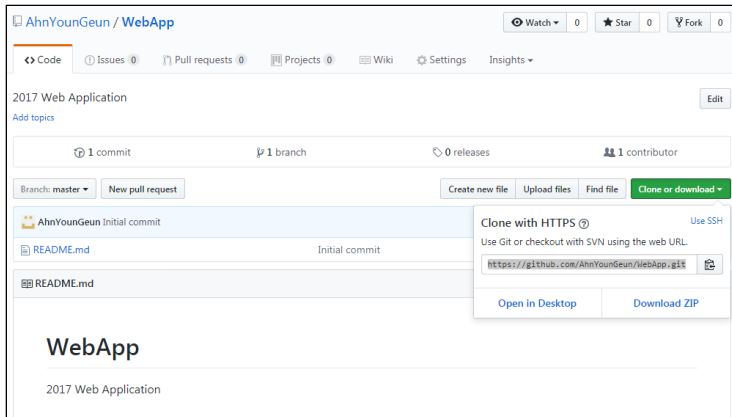 AhnYounGeun / WebApp
Watch 0 Star 0 Fork 0
Code Issues 0 Pull requests 0 Projects 0 Wiki Settings Insights
2017 Web Application
Edit
Add topics
1 commit 1 branch 0 releases 1 contributor
Branch: master New pull request Create new file Upload files Find file Clone or download
AhnYounGeun Initial commit
README.md Initial commit
Clone with HTTPS Use SSH
Use Git or checkout with SVN using the web URL.
https://github.com/AhnYounGeun/WebApp.git
Open in Desktop Download ZIP
README.md
WebApp
2017 Web Application